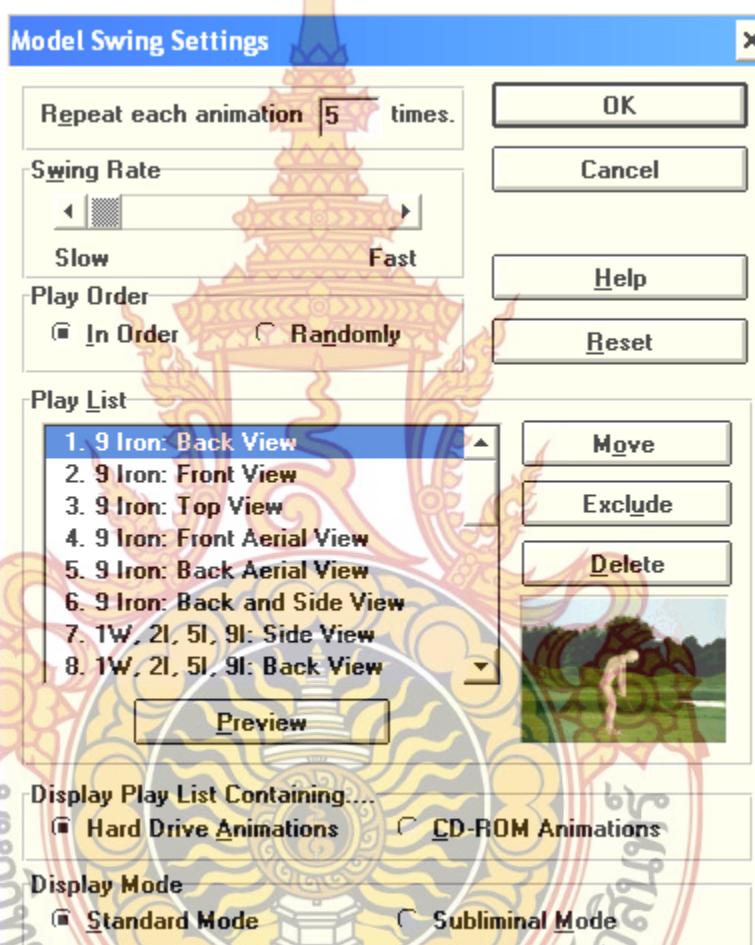 Model Swing Settings
Repeat each animation 5 times.
OK
Swing Rate
Cancel
Slow Fast
Help
Play Order
In Order Randomly
Reset
Play List
1. 9 Iron: Back View
2. 9 Iron: Front View
3. 9 Iron: Top View
4. 9 Iron: Front Aerial View
5. 9 Iron: Back Aerial View
6. 9 Iron: Back and Side View
7. 1W, 2I, 5I, 9I: Side View
8. 1W, 2I, 5I, 9I: Back View
Move
Exclude
Delete
Preview
Display Play List Containing....
Hard Drive Animations CD-ROM Animations
Display Mode
Standard Mode Subliminal Mode